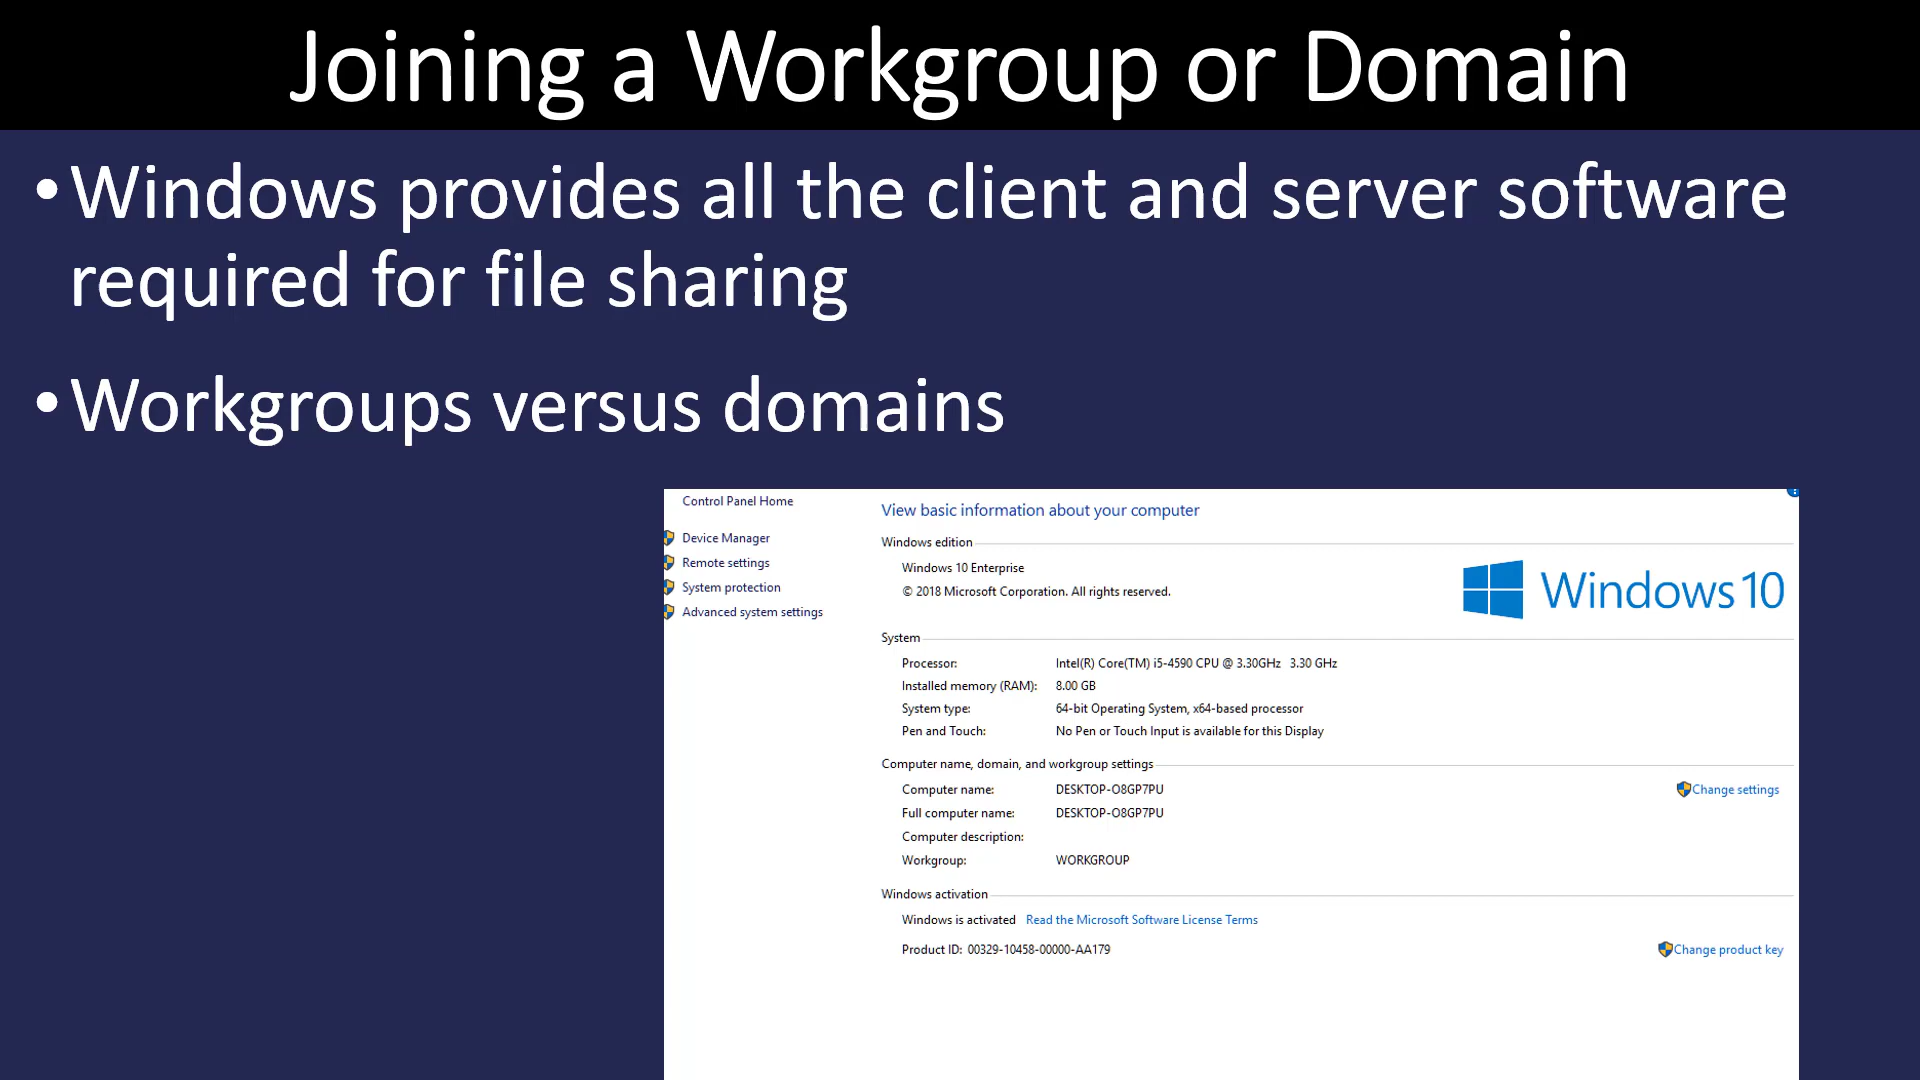 Joining a Workgroup or Domain
•Windows provides all the client and server software
required for file sharing
•Workgroups versus domains
Control Panel Home
Device Manager
Remote settings
System protection
Advanced system settings
View basic information about your computer
Windows edition
Windows 10 Enterprise
© 2018 Microsoft Corporation. All rights reserved.
Windows 10
System
Processor: Intel(R) Core(TM) i5-4590 CPU @ 3.30GHz 3.30 GHz
Installed memory (RAM): 8.00 GB
System type: 64-bit Operating System, x64-based processor
Pen and Touch: No Pen or Touch Input is available for this Display
Computer name, domain, and workgroup settings
Computer name: DESKTOP-O8GP7PU Change settings
Full computer name: DESKTOP-O8GP7PU
Computer description:
Workgroup: WORKGROUP
Windows activation
Windows is activated Read the Microsoft Software License Terms
Product ID: 00329-10458-00000-AA179 Change product key